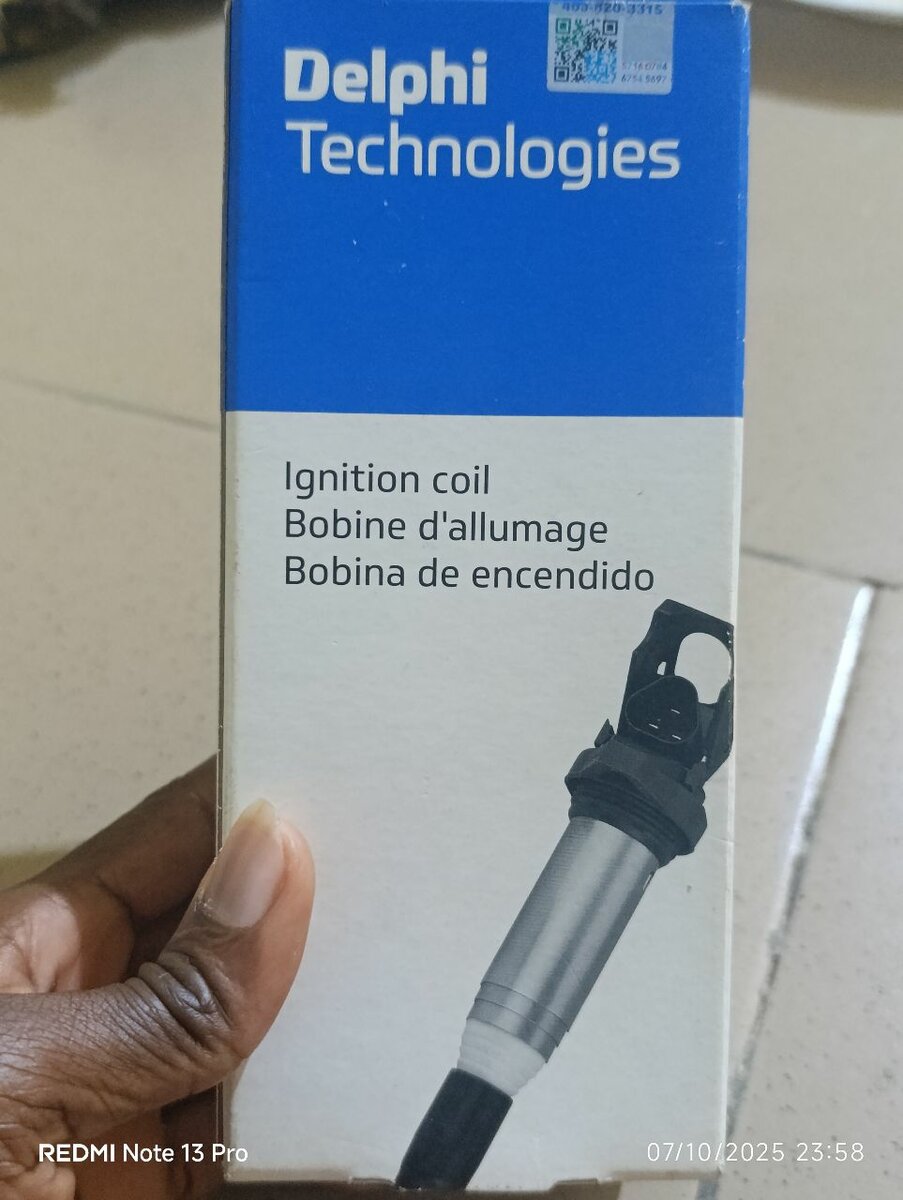 Delphi
Technologies
Ignition coil
Bobine d'allumage
Bobina de encendido
REDMI Note 13 Pro
07/10/2025 23:58